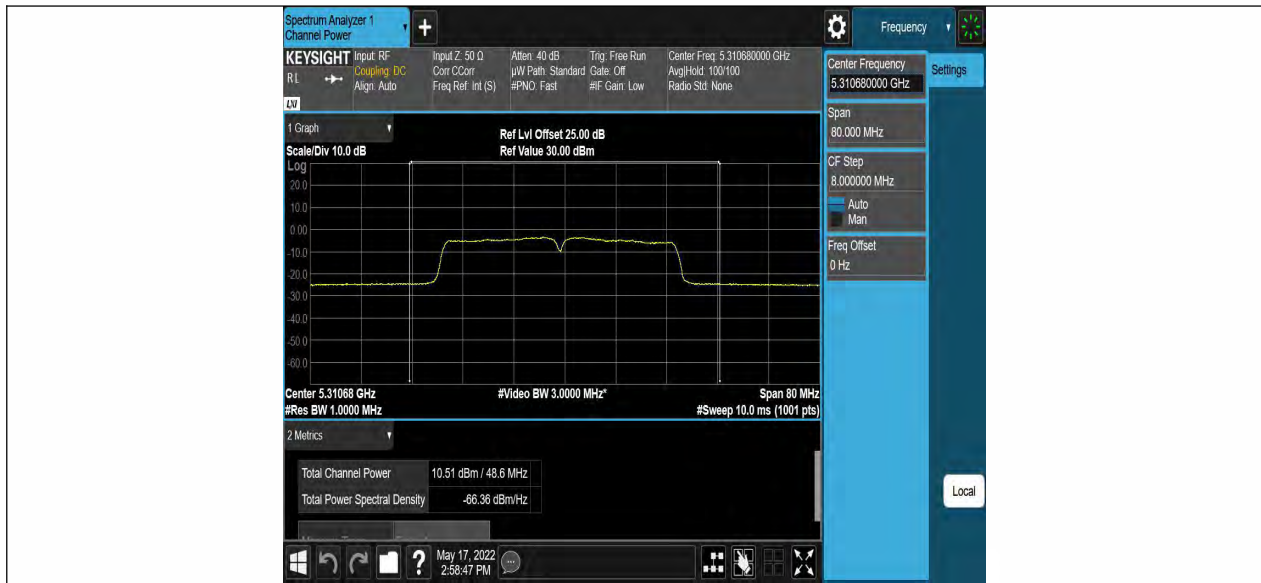 Spectrum Analyzer 1
Channel Power
+
Frequency
KEYSIGHT
RL
LXI
Input: RF
Coupling: DC
Align: Auto
Input Z: 50 Ω
Corr CCorr
Freq Ref: Int (S)
Atten: 40 dB
µW Path: Standard
#PNO: Fast
Trig: Free Run
Gate: Off
#IF Gain: Low
Center Freq: 5.310680000 GHz
Avg|Hold: 100/100
Radio Std: None
1 Graph
Scale/Div 10.0 dB
Ref Lvl Offset 25.00 dB
Ref Value 30.00 dBm
Log
20.0
10.0
0.00
-10.0
-20.0
-30.0
-40.0
-50.0
-60.0
Center 5.31068 GHz
#Video BW 3.0000 MHz*
Span 80 MHz
#Res BW 1.0000 MHz
#Sweep 10.0 ms (1001 pts)
2 Metrics
Total Channel Power 10.51 dBm / 48.6 MHz
Total Power Spectral Density -66.36 dBm/Hz
?
May 17, 2022
2:58:47 PM
Center Frequency
5.310680000 GHz
Settings
Span
80.000 MHz
CF Step
8.000000 MHz
Auto
Man
Freq Offset
0 Hz
Local